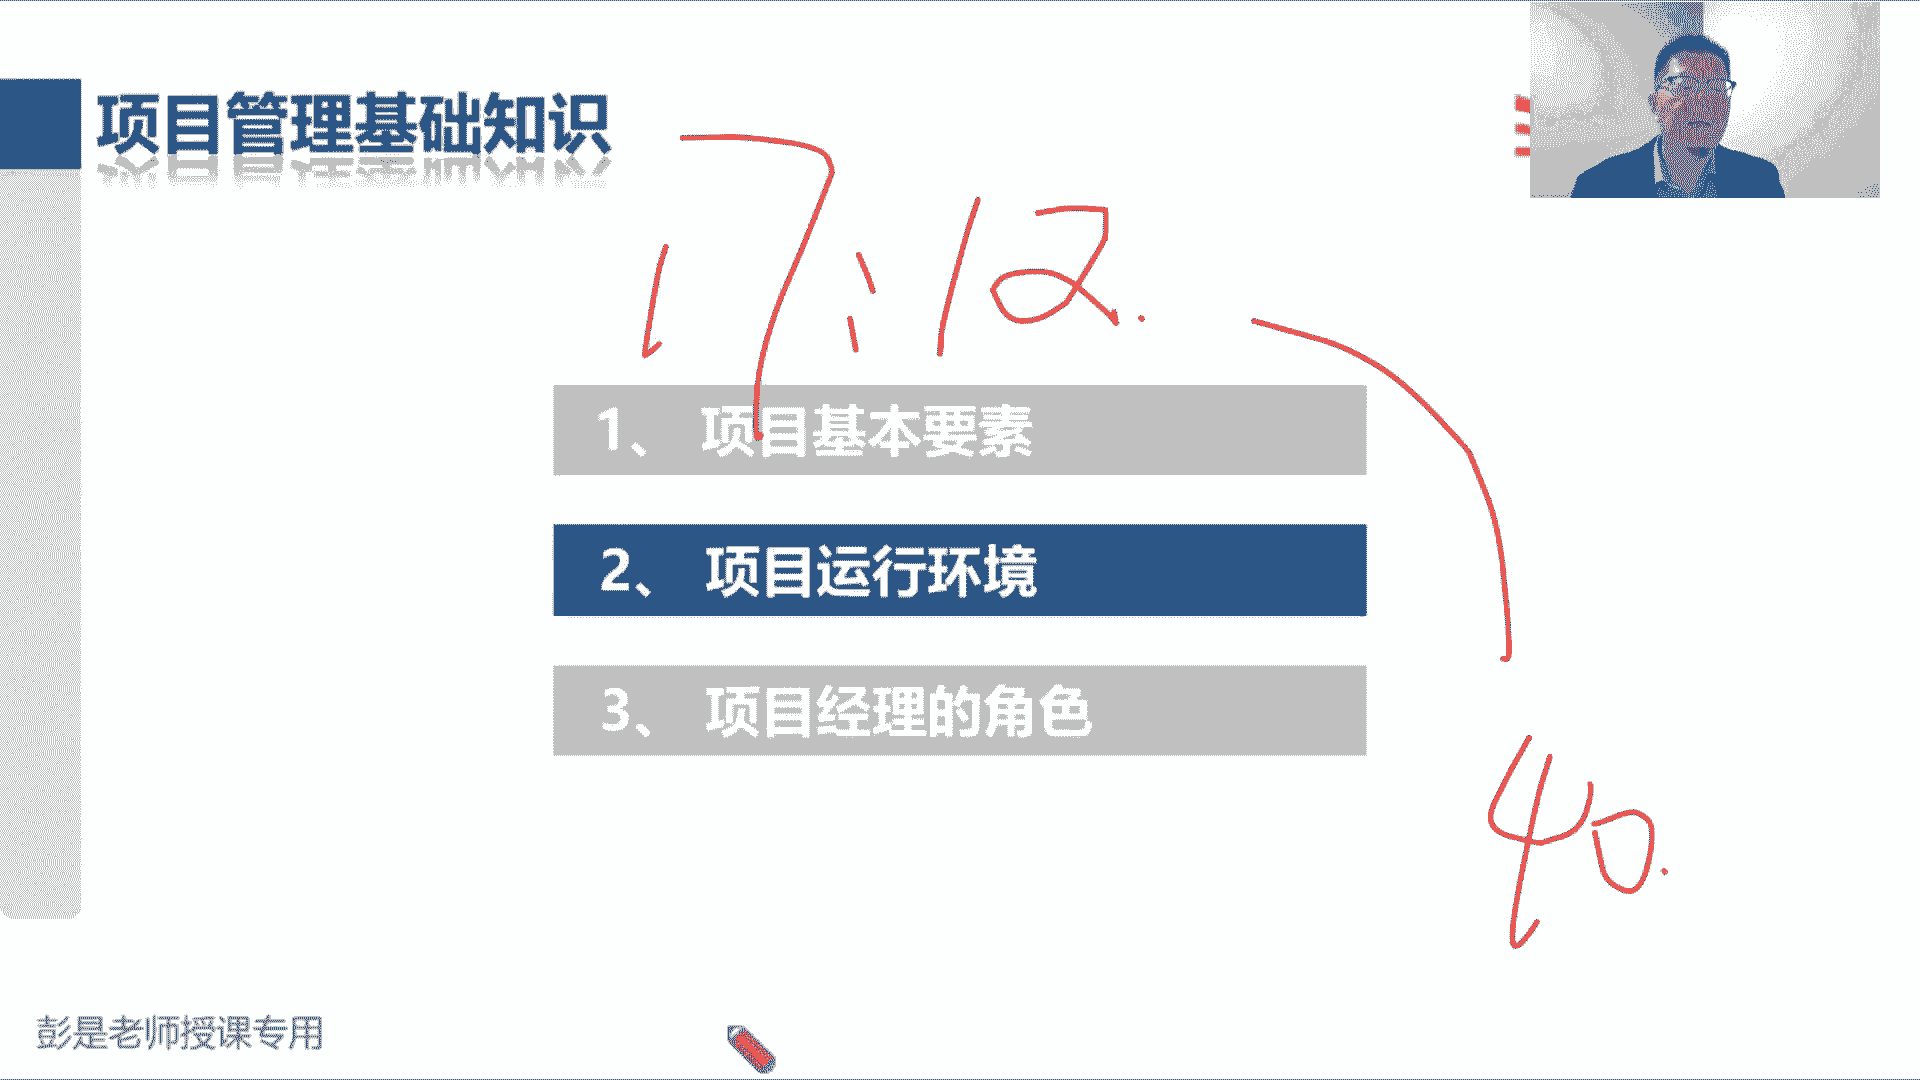 项目管理基础知识
17:12.
1、 项目基本要素
2、 项目运行环境
3、 项目经理的角色
40.
彭是老师授课专用